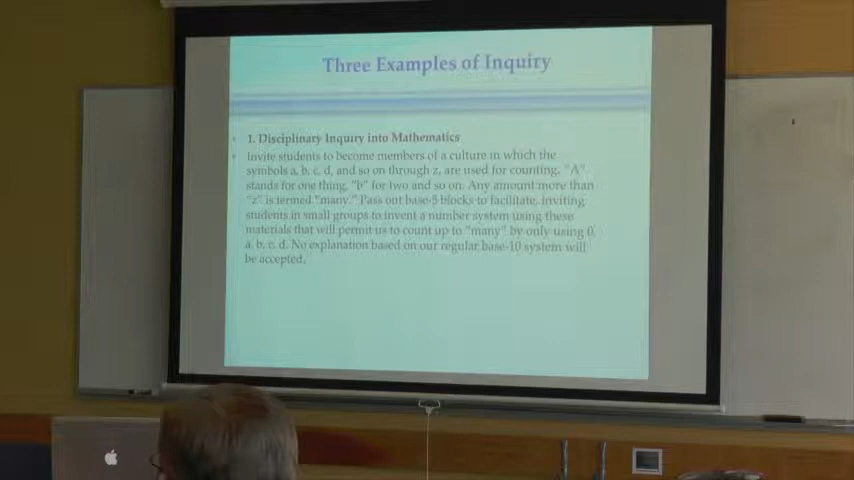 Three Examples of Inquiry
1. Disciplinary Inquiry into Mathematics
Invite students to become members of a culture in which the
symbols a, b, c, d, and so on through z, are used for counting. "A"
stands for one thing, "b" for two and so on. Any amount more than
"z" is termed "many." Pass out base-5 blocks to facilitate, inviting
students in small groups to invent a number system using these
materials that will permit us to count up to "many" by only using 0,
a, b, c, d. No explanation based on our regular base-10 system will
be accepted.